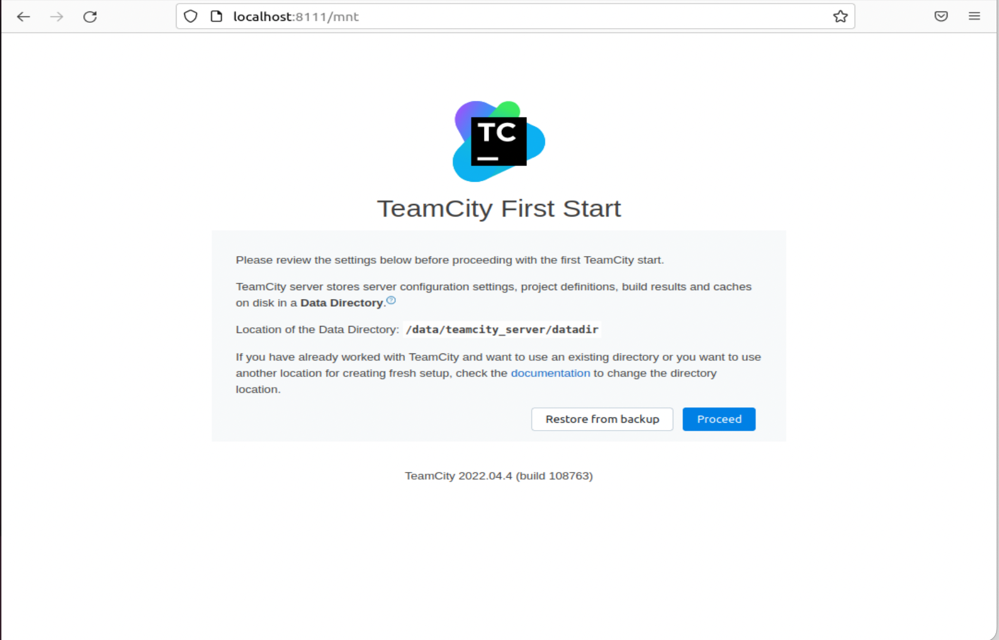 localhost:8111/mnt
TC
TeamCity First Start
Please review the settings below before proceeding with the first TeamCity start.
TeamCity server stores server configuration settings, project definitions, build results and caches
on disk in a Data Directory.?
Location of the Data Directory: /data/teamcity_server/datadir
If you have already worked with TeamCity and want to use an existing directory or you want to use
another location for creating fresh setup, check the documentation to change the directory
location.
Restore from backup Proceed
TeamCity 2022.04.4 (build 108763)